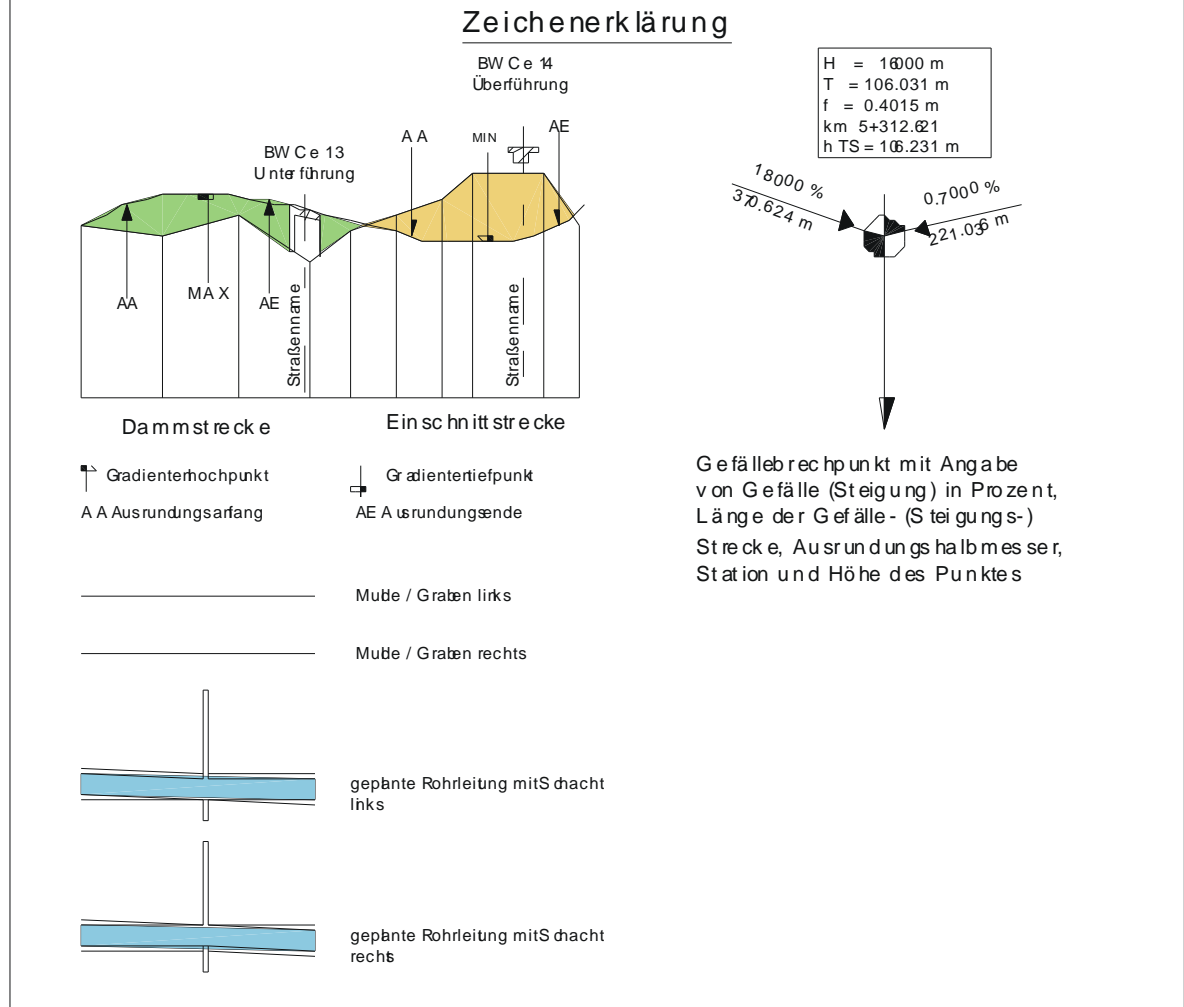 Zeichenerklärung
BW Ce 14
Überführung
AA
MIN
AE
BW Ce 13
Unterführung
AA
MAX
AE
Straßenname
Straßenname
Dammstrecke
Einschnittstrecke
Gradientenhochpunkt
Gradiententiefpunkt
AA Ausrundungsanfang
AE Ausrundungsende
Mulde / Graben links
Mulde / Graben rechts
geplante Rohrleitung mit Schacht
links
geplante Rohrleitung mit Schacht
rechts
H = 16000 m
T = 106.031 m
f = 0.4015 m
km 5+312.621
h TS = 106.231 m
18000 %
370.624 m
0.7000 %
221.036 m
Gefällebrechpunkt mit Angabe
von Gefälle (Steigung) in Prozent,
Länge der Gefälle- (Steigungs-)
Strecke, Ausrundungshalbmesser,
Station und Höhe des Punktes